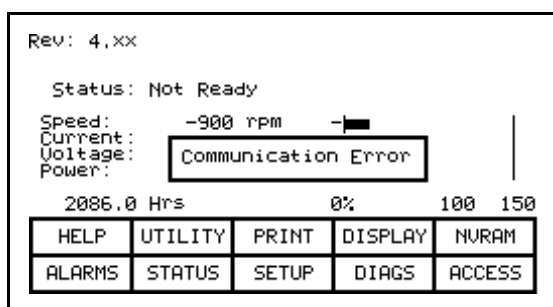 Rev: 4.xx
Status: Not Ready
Speed: -900 rpm
Current:
Voltage:
Communication Error
Power:
2086.0 Hrs 0% 100 150
HELP UTILITY PRINT DISPLAY NVRAM
ALARMS STATUS SETUP DIAGS ACCESS